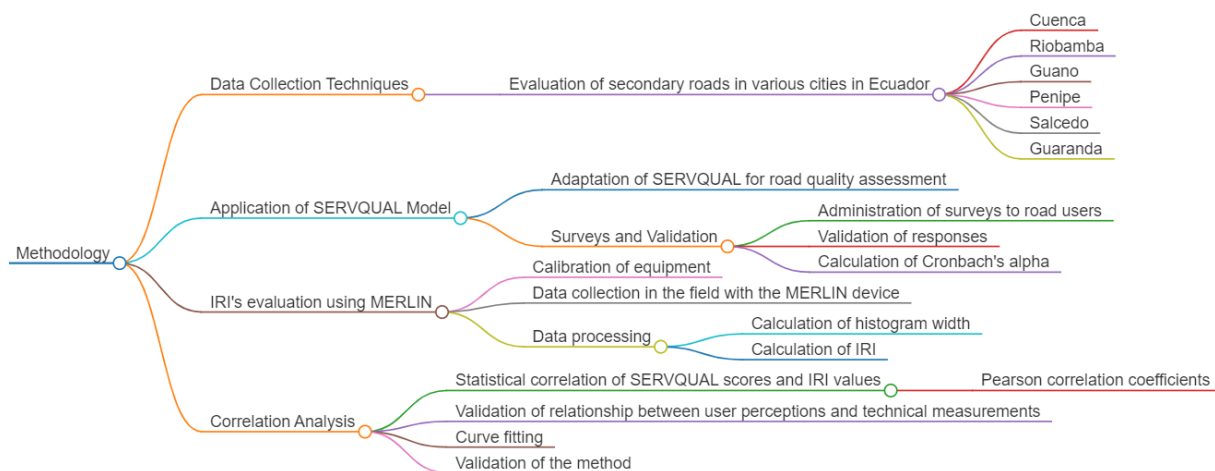 Methodology
Data Collection Techniques
Evaluation of secondary roads in various cities in Ecuador
Cuenca
Riobamba
Guano
Penipe
Salcedo
Guaranda
Application of SERVQUAL Model
Adaptation of SERVQUAL for road quality assessment
Surveys and Validation
Administration of surveys to road users
Validation of responses
Calculation of Cronbach's alpha
IRI's evaluation using MERLIN
Calibration of equipment
Data collection in the field with the MERLIN device
Data processing
Calculation of histogram width
Calculation of IRI
Correlation Analysis
Statistical correlation of SERVQUAL scores and IRI values
Pearson correlation coefficients
Validation of relationship between user perceptions and technical measurements
Curve fitting
Validation of the method